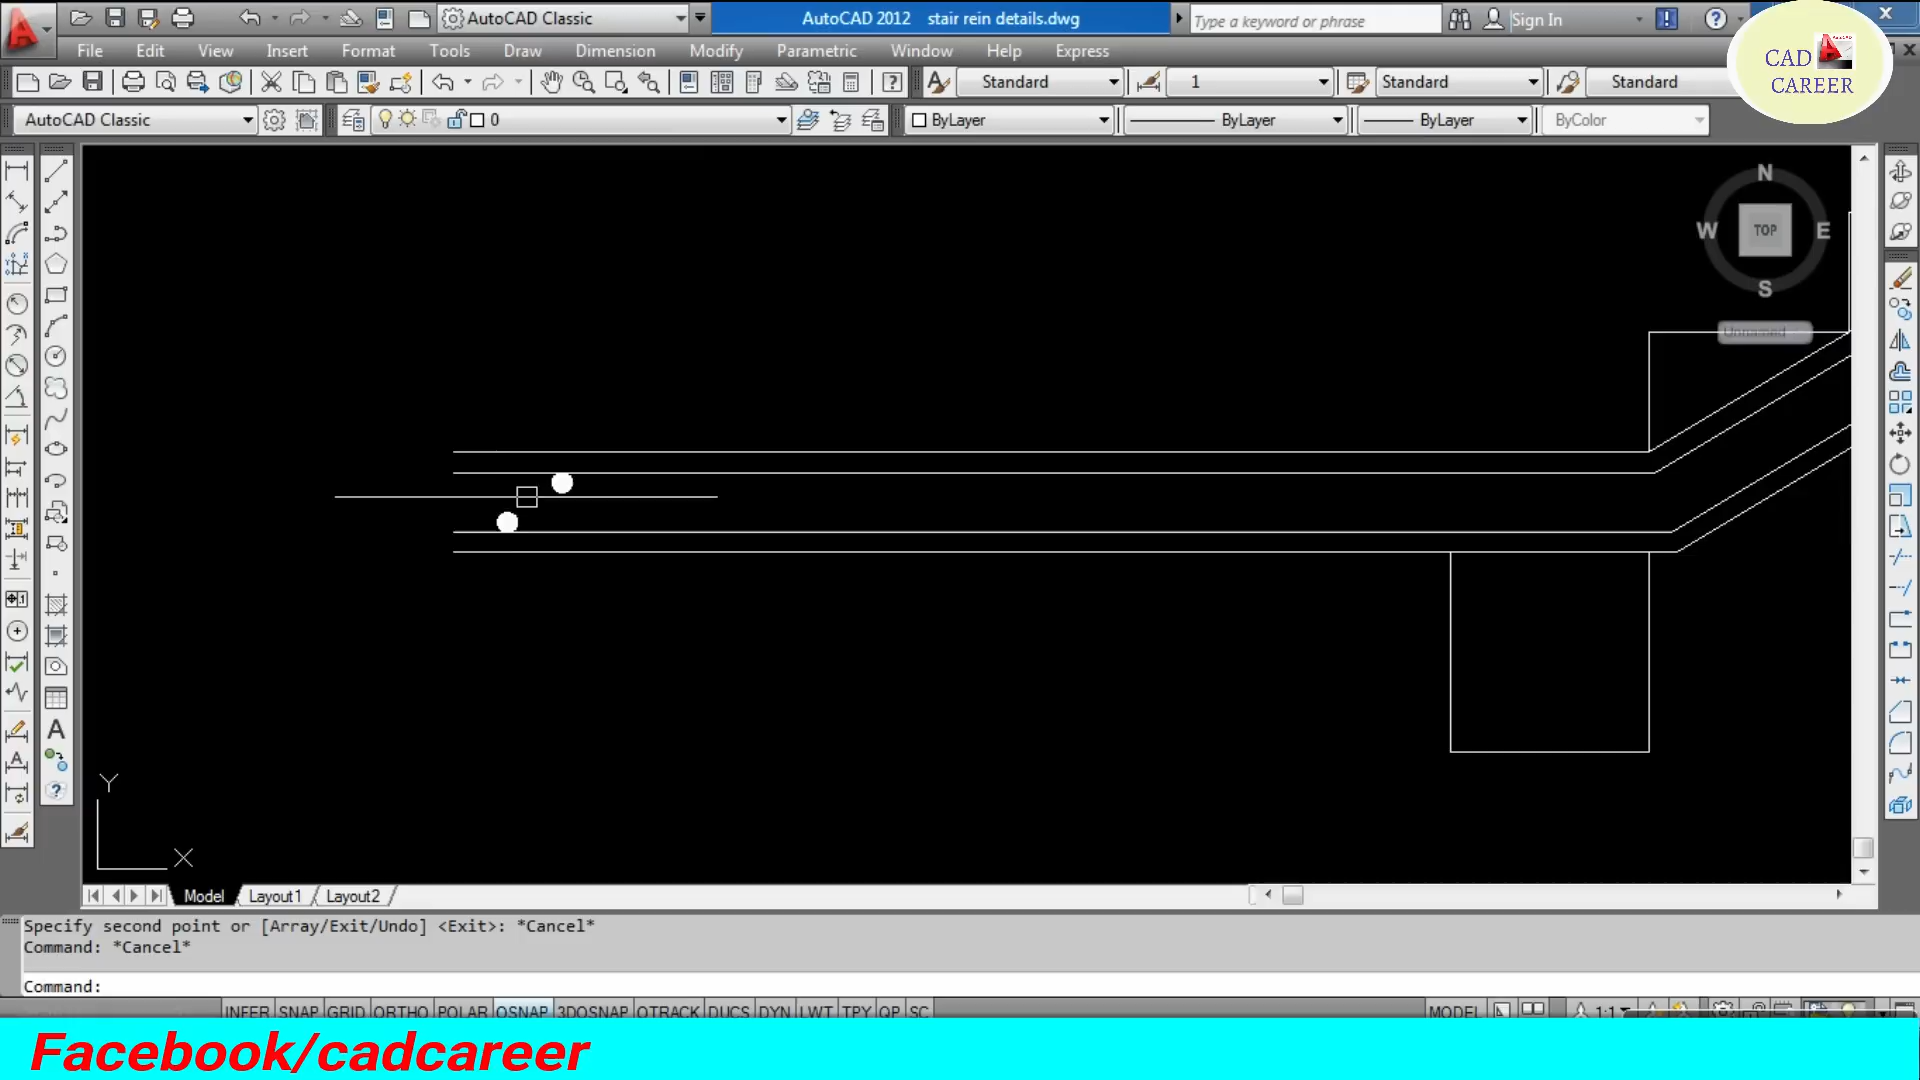 AutoCAD Classic
AutoCAD 2012 stair rein details.dwg
Type a keyword or phrase
Sign In
File Edit View Insert Format Tools Draw Dimension Modify Parametric Window Help Express
Standard 1 Standard Standard
AutoCAD Classic 0 ByLayer ByLayer ByLayer ByColor
CAD
CAREER
N
W TOP E
S
Unnamed
Y
X
Model Layout1 Layout2
Specify second point or [Array/Exit/Undo] <Exit>: *Cancel*
Command: *Cancel*
Command:
INFER SNAP GRID ORTHO POLAR OSNAP 3DOSNAP OTRACK DUCS DYN LWT TPY QP SC MODEL 1:1
Facebook/cadcareer